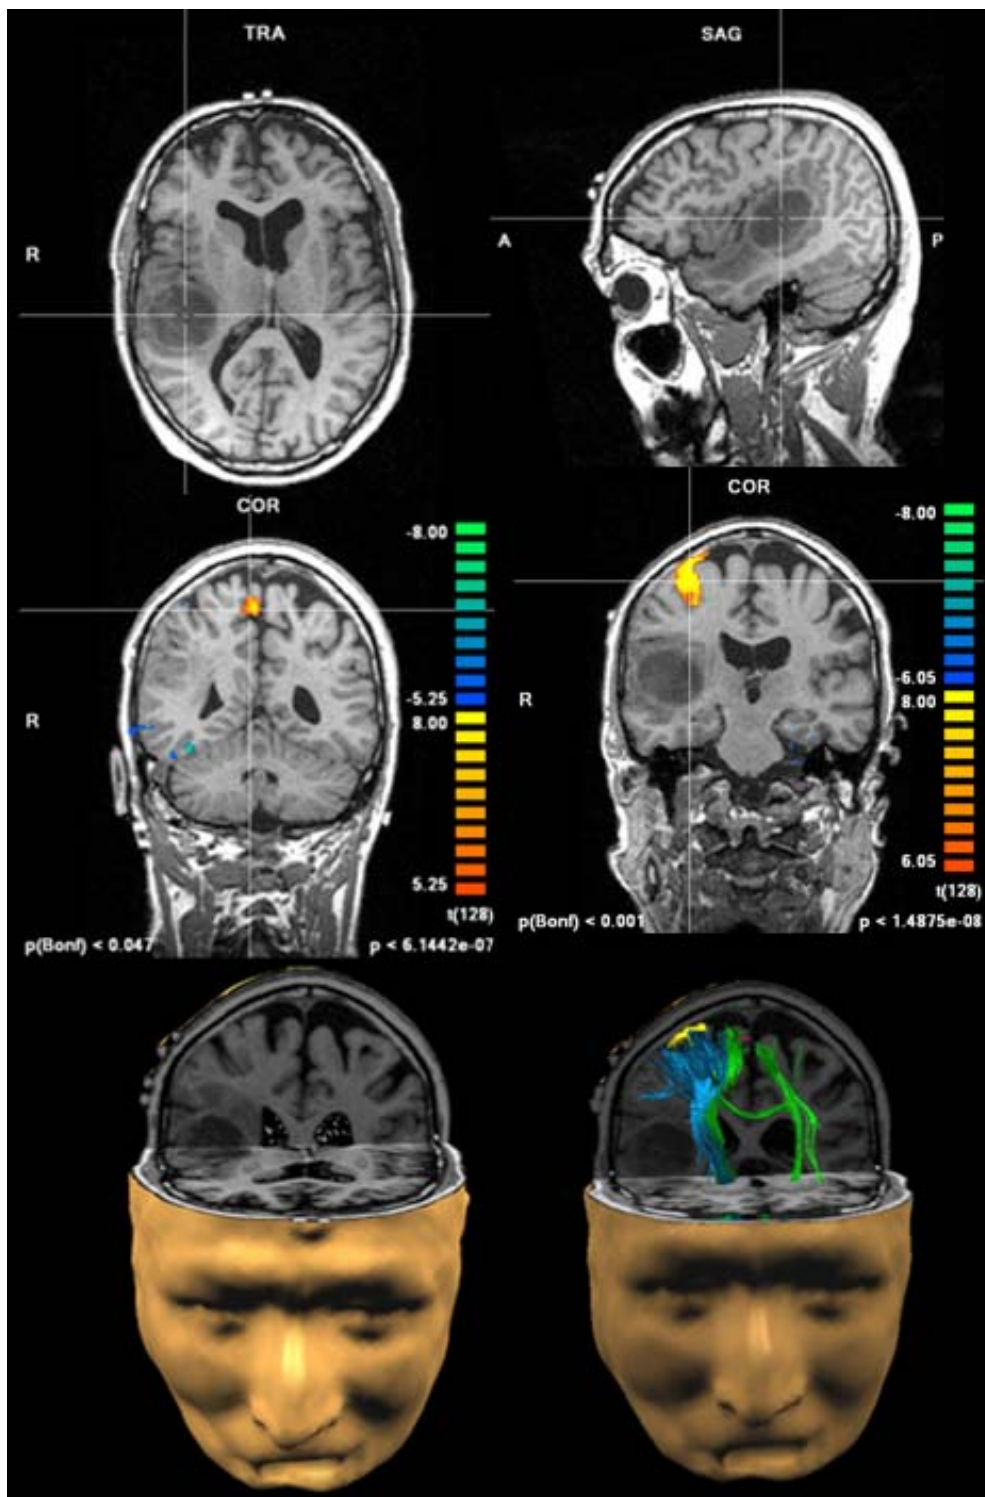 TRA
SAG
R
A
P
COR
-8.00
-5.25
8.00
5.25
t(128)
R
p(Bonf) < 0.047
p < 6.1442e-07
COR
-8.00
-6.05
8.00
6.05
t(128)
R
p(Bonf) < 0.001
p < 1.4875e-08